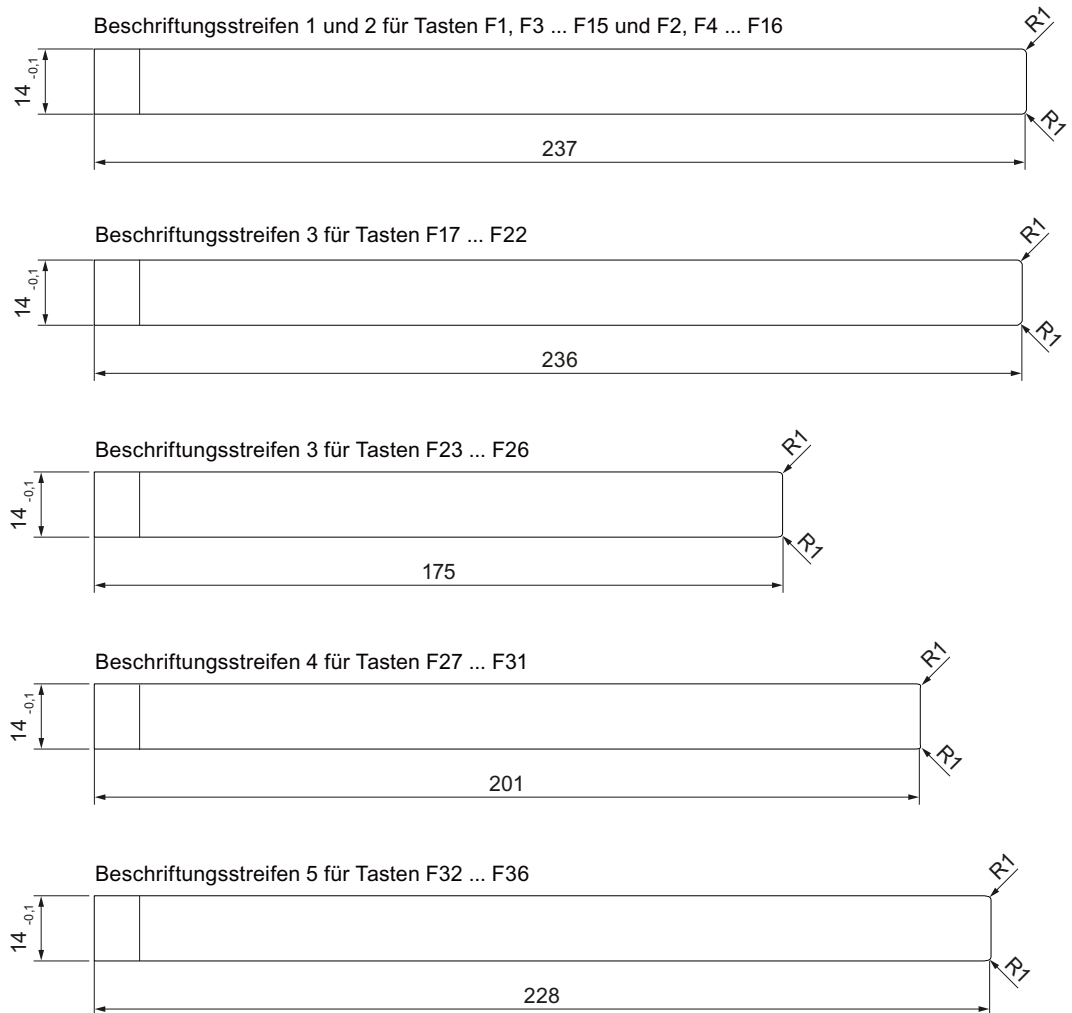 Beschriftungsstreifen 1 und 2 für Tasten F1, F3 ... F15 und F2, F4 ... F16
R1
14 -0,1
R1
237
Beschriftungsstreifen 3 für Tasten F17 ... F22
R1
14 -0,1
R1
236
Beschriftungsstreifen 3 für Tasten F23 ... F26
R1
14 -0,1
R1
175
Beschriftungsstreifen 4 für Tasten F27 ... F31
R1
14 -0,1
R1
201
Beschriftungsstreifen 5 für Tasten F32 ... F36
R1
14 -0,1
R1
228